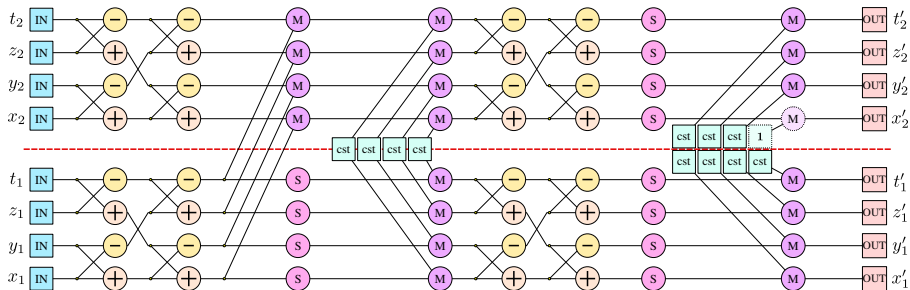 t₂ IN − − M M − − S M OUT t′₂
z₂ IN + + M M + + S M OUT z′₂
y₂ IN − − M M − − S M OUT y′₂
x₂ IN + + M M + + S M OUT x′₂
cst cst cst 1
cst cst cst cst
cst cst cst cst
t₁ IN − − S M − − S M OUT t′₁
z₁ IN + + S M + + S M OUT z′₁
y₁ IN − − S M − − S M OUT y′₁
x₁ IN + + S M + + S M OUT x′₁